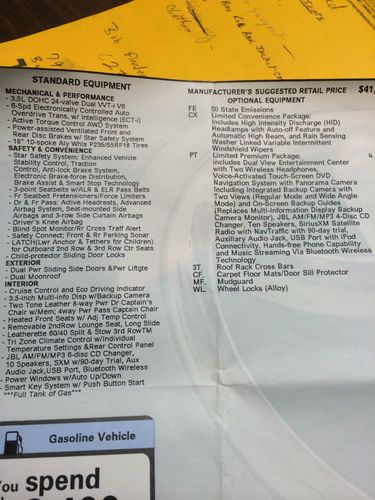 STANDARD EQUIPMENT
MECHANICAL & PERFORMANCE
- 3.5L DOHC 24-valve Dual VVT-i V6
- 6-Spd Electronically Controlled Auto
Overdrive Trans. w/ Intelligence (ECT-i)
- Active Torque Control AWD System
- Power-assisted Ventilated Front and
Rear Disc Brakes w/ Star Safety System
- 18" 10-spoke Aly Whls P235/55RF18 Tires
SAFETY & CONVENIENCE
- Star Safety System: Enhanced Vehicle
Stability Control, Traction
Control, Anti-lock Brake System,
Electronic Brake-force Distribution,
Brake Assist & Smart Stop Technology
- 3-point Seatbelts w/ALR & ELR Pass Belts
- Fr Seatbelt Pretensioners/Force Limiters
- Dr & Fr Pass: Active Headrests, Advanced
Airbag System, Seat-mounted Side
Airbags and 3-row Side Curtain Airbags
- Driver's Knee Airbag
- Blind Spot Monitor/Rr Cross Traf Alert
- Safety Connect; Front & Rr Parking Sonar
- LATCH(Lwr Anchor & Tethers for Children)
for Outboard 2nd Row & 3rd Row Ctr Seats
- Child-protector Sliding Door Locks
EXTERIOR
- Dual Pwr Sliding Side Doors &Pwr Liftgte
- Dual Moonroof
INTERIOR
- Cruise Control and Eco Driving Indicator
- 3.5-inch Multi-info Disp w/Backup Camera
- Two Tone Leather 8-way Pwr Dr Captain's
Chair w/Mem; 4way Pwr Pass Captain Chair
- Heated Front Seats w/ Adj Temp Control
- Removable 2ndRow Lounge Seat, Long Slide
- Leatherette 60/40 Split & Stow 3rd RowTM
- Tri Zone Climate Control w/Individual
Temperature Settings &Rear Control Panel
- JBL AM/FM/MP3 6-disc CD Changer,
10 Speakers, SXM w/90-day Trial, Aux
Audio Jack,USB Port, Bluetooth Wireless
- Power Windows w/Auto Up/Down
- Smart Key System w/ Push Button Start
***Full Tank of Gas***
MANUFACTURER'S SUGGESTED RETAIL PRICE $41,
OPTIONAL EQUIPMENT
FE 50 State Emissions
CX Limited Convenience Package:
Includes High Intensity Discharge (HID)
Headlamps with Auto-off Feature and
Automatic High Beam, and Rain Sensing
Washer Linked Variable Intermittent
Windshield Wipers
PT Limited Premium Package: 4
Includes Dual View Entertainment Center
with Two Wireless Headphones,
Voice-Activated Touch-Screen DVD
Navigation System with Panorama Camera
Including Integrated Backup Camera with
Two Views (Regular Mode and Wide Angle
Mode) and On-Screen Backup Guides
(Replaces Multi-Information Display Backup
Camera Monitor), JBL AM/FM/MP3 4-Disc CD
Changer, Ten Speakers, SiriusXM Satellite
Radio with NavTraffic with 90-day trial,
Auxiliary Audio Jack, USB Port with iPod
Connectivity, Hands-free Phone Capability
and Music Streaming Via Bluetooth Wireless
Technology
3T. Roof Rack Cross Bars
CF. Carpet Floor Mats/Door Sill Protector
MF. Mudguard
WL. Wheel Locks (Alloy)
Gasoline Vehicle
You spend